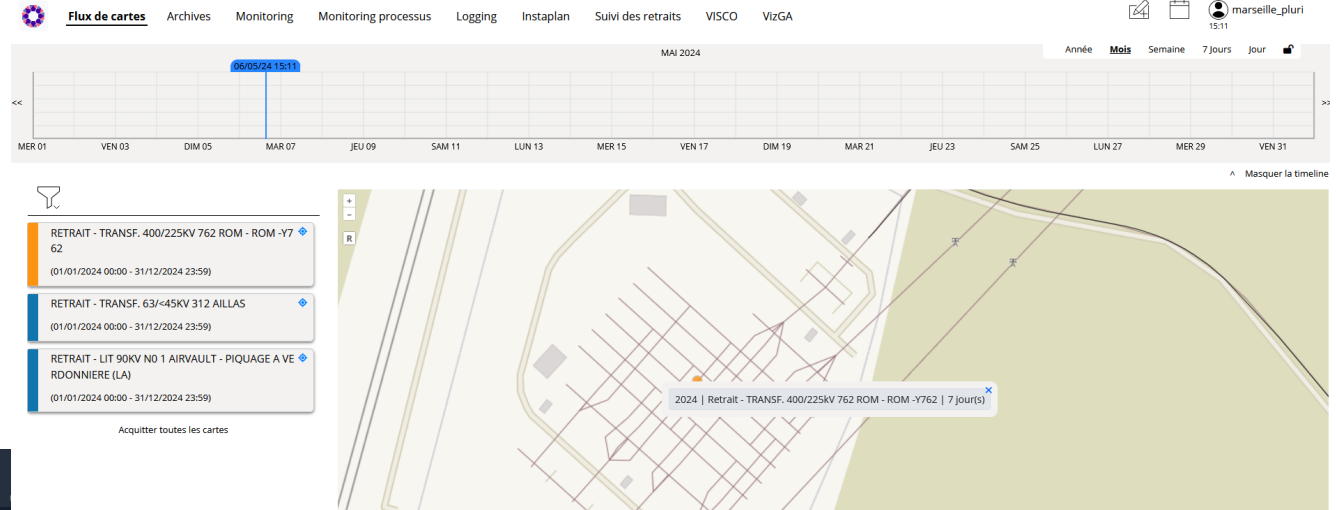 Flux de cartes Archives Monitoring Monitoring processus Logging Instaplan Suivi des retraits VISCO VizGA marseille_pluri
15:11
MAI 2024 Année Mois Semaine 7 Jours Jour
06/05/24 15:11
<< >>
MER 01 VEN 03 DIM 05 MAR 07 JEU 09 SAM 11 LUN 13 MER 15 VEN 17 DIM 19 MAR 21 JEU 23 SAM 25 LUN 27 MER 29 VEN 31
^ Masquer la timeline
RETRAIT - TRANSF. 400/225KV 762 ROM - ROM -Y7
62
(01/01/2024 00:00 - 31/12/2024 23:59)
RETRAIT - TRANSF. 63/<45KV 312 AILLAS
(01/01/2024 00:00 - 31/12/2024 23:59)
RETRAIT - LIT 90KV N0 1 AIRVAULT - PIQUAGE A VE
RDONNIERE (LA)
(01/01/2024 00:00 - 31/12/2024 23:59)
Acquitter toutes les cartes
+
−
R
2024 | Retrait - TRANSF. 400/225kV 762 ROM - ROM -Y762 | 7 jour(s)